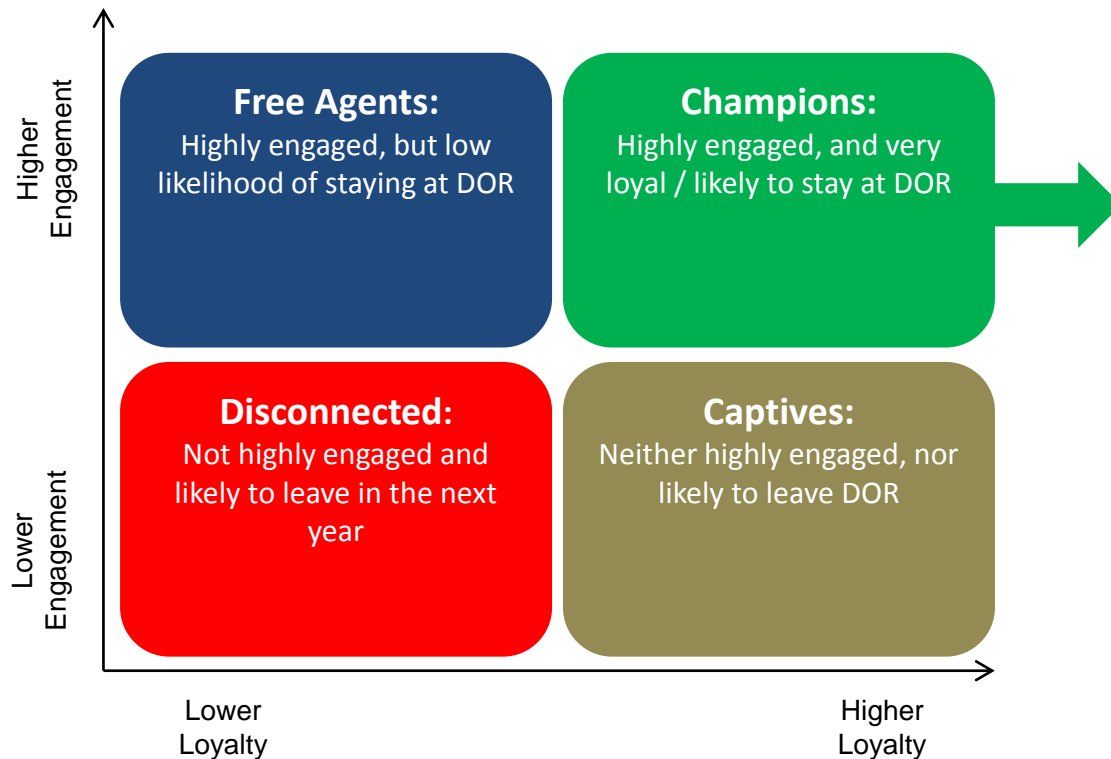 Higher
Engagement
Free Agents:
Highly engaged, but low
likelihood of staying at DOR
Champions:
Highly engaged, and very
loyal / likely to stay at DOR
Lower
Engagement
Disconnected:
Not highly engaged and
likely to leave in the next
year
Captives:
Neither highly engaged, nor
likely to leave DOR
Lower
Loyalty
Higher
Loyalty